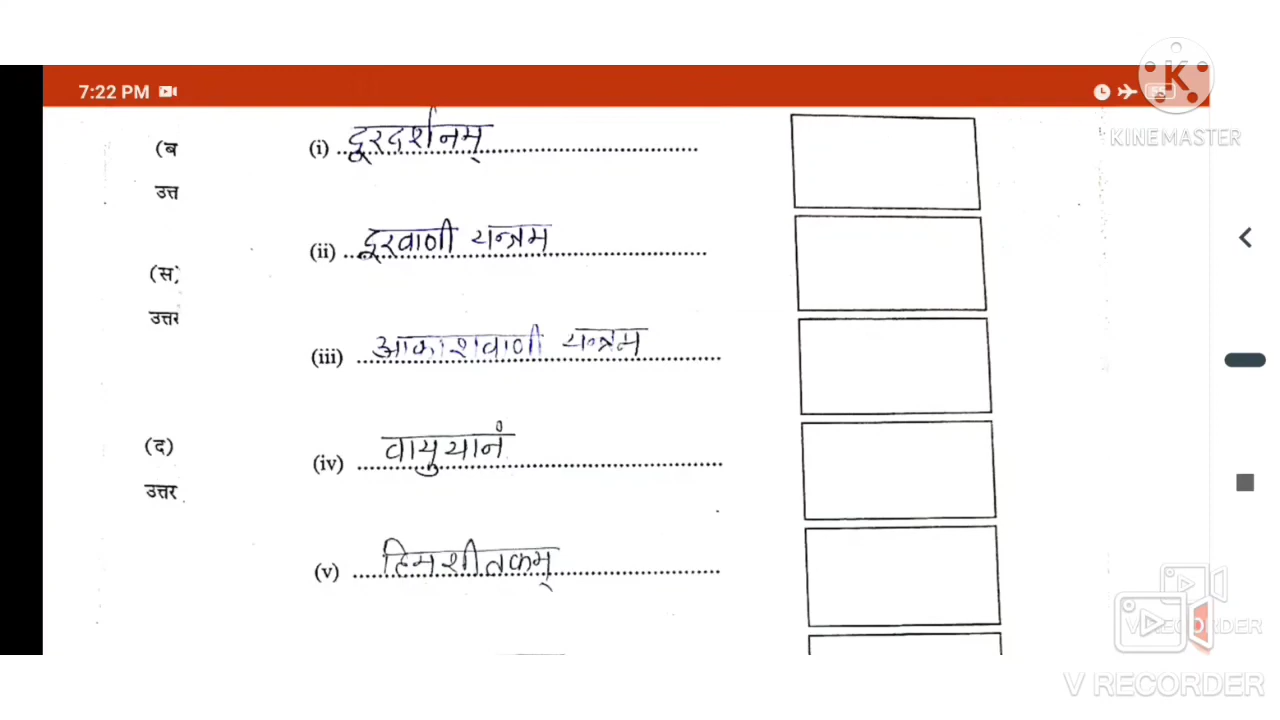 7:22 PM
KINEMASTER
(ब
(i) दूरदर्शनम्
उत्त
(ii) दूरवाणी यन्त्रम
(स)
उत्तर
(iii) आकाशवाणी यन्त्रम
(द)
(iv) वायुयानं
उत्तर
(v) हिमशीतकम्
V RECORDER
V RECORDER